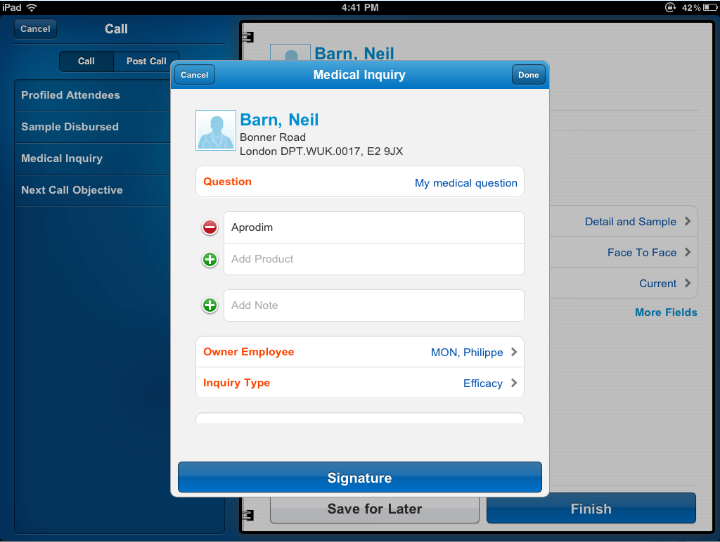 iPad 4:41 PM 42%
Cancel Call
Call Post Call
Profiled Attendees
Sample Disbursed
Medical Inquiry
Next Call Objective
Barn, Neil
Detail and Sample
Face To Face
Current
More Fields
Save for Later Finish
Cancel Medical Inquiry Done
Barn, Neil
Bonner Road
London DPT.WUK.0017, E2 9JX
Question My medical question
Aprodim
Add Product
Add Note
Owner Employee MON, Philippe
Inquiry Type Efficacy
Signature